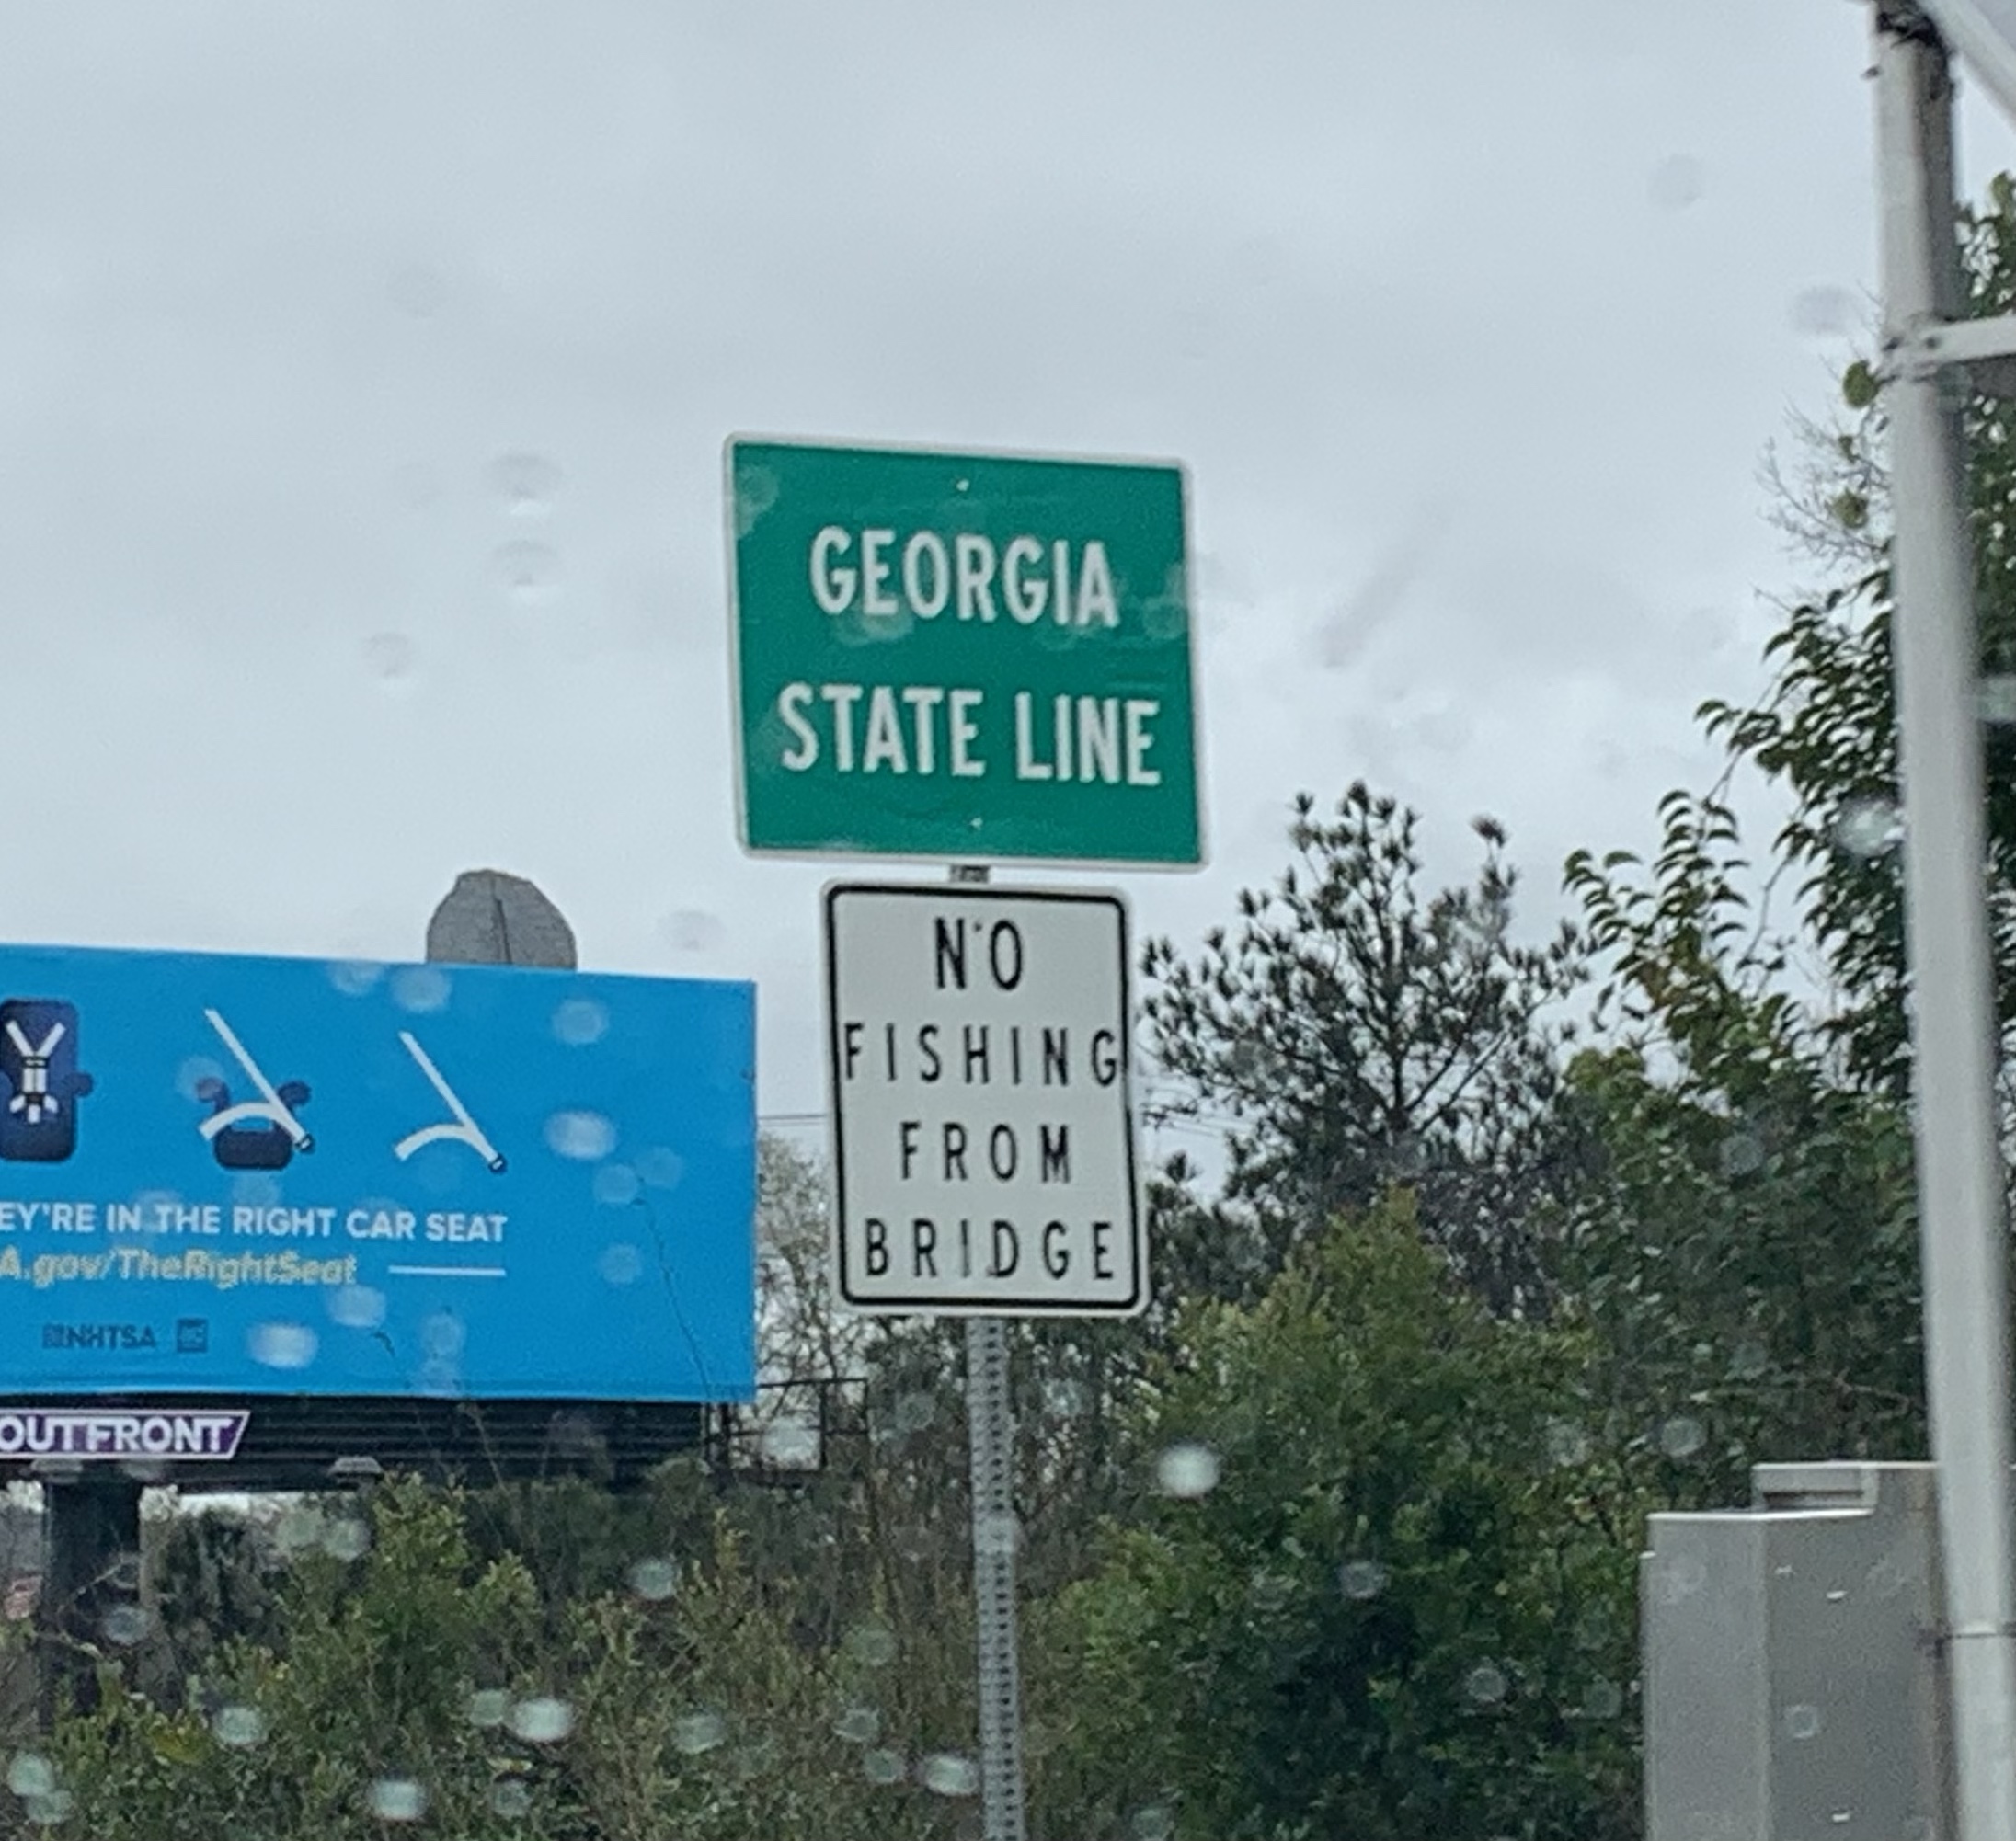 GEORGIA
STATE LINE
NO
FISHING
FROM
BRIDGE
EY'RE IN THE RIGHT CAR SEAT
A.gov/TheRightSeat
NHTSA
OUTFRONT